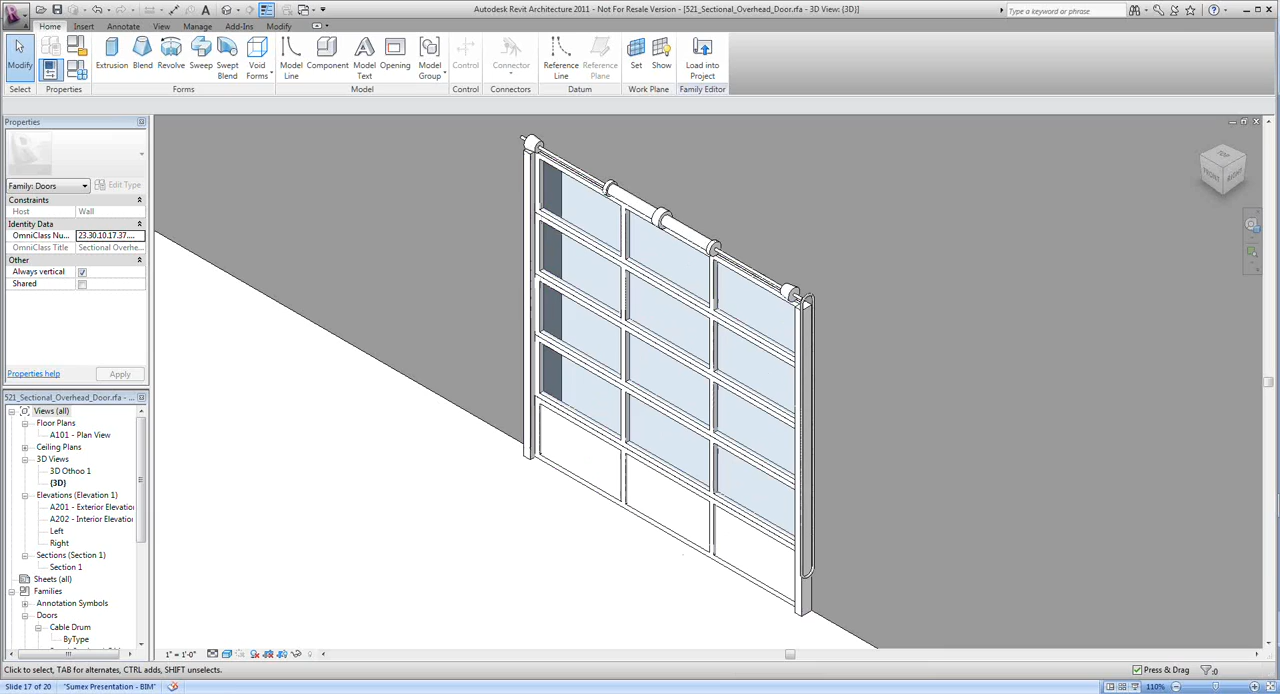 Autodesk Revit Architecture 2011 - Not For Resale Version - [521_Sectional_Overhead_Door.rfa - 3D View: {3D}]
Type a keyword or phrase
Home Insert Annotate View Manage Add-Ins Modify
Modify Extrusion Blend Revolve Sweep Swept Blend Void Forms Model Line Component Model Text Opening Model Group Control Connector Reference Line Reference Plane Set Show Load into Project
Select Properties Forms Model Control Connectors Datum Work Plane Family Editor
Properties
Family: Doors Edit Type
Constraints
Host Wall
Identity Data
OmniClass Nu... 23.30.10.17.37....
OmniClass Title Sectional Overhe...
Other
Always vertical
Shared
Properties help Apply
521_Sectional_Overhead_Door.rfa - ...
Views (all)
Floor Plans
A101 - Plan View
Ceiling Plans
3D Views
3D Othoo 1
{3D}
Elevations (Elevation 1)
A201 - Exterior Elevation
A202 - Interior Elevation
Left
Right
Sections (Section 1)
Section 1
Sheets (all)
Families
Annotation Symbols
Doors
Cable Drum
ByType
TOP
FRONT RIGHT
1" = 1'-0"
Click to select, TAB for alternates, CTRL adds, SHIFT unselects. Press & Drag :0
Slide 17 of 20 "Sumex Presentation - BIM" 110%